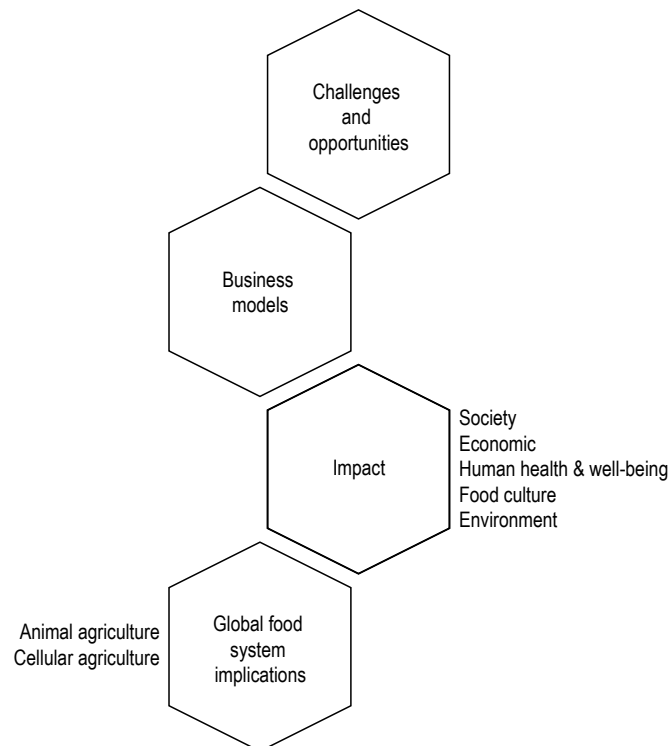 Challenges
and
opportunities
Business
models
Impact
Society
Economic
Human health & well-being
Food culture
Environment
Animal agriculture
Cellular agriculture
Global food
system
implications